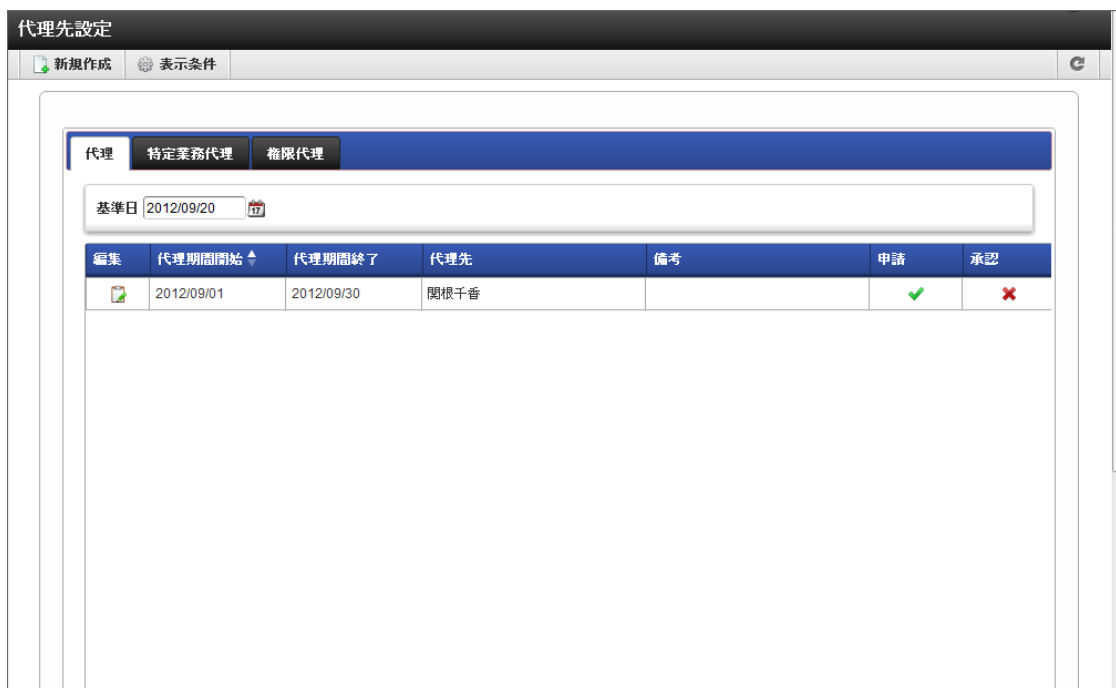 代理先設定
新規作成 表示条件
代理 特定業務代理 権限代理
基準日 2012/09/20 17
編集 代理期間開始 代理期間終了 代理先 備考 申請 承認
2012/09/01 2012/09/30 関根千香